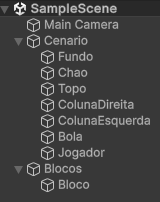 SampleScene
Main Camera
Cenario
Fundo
Chao
Topo
ColunaDireita
ColunaEsquerda
Bola
Jogador
Blocos
Bloco